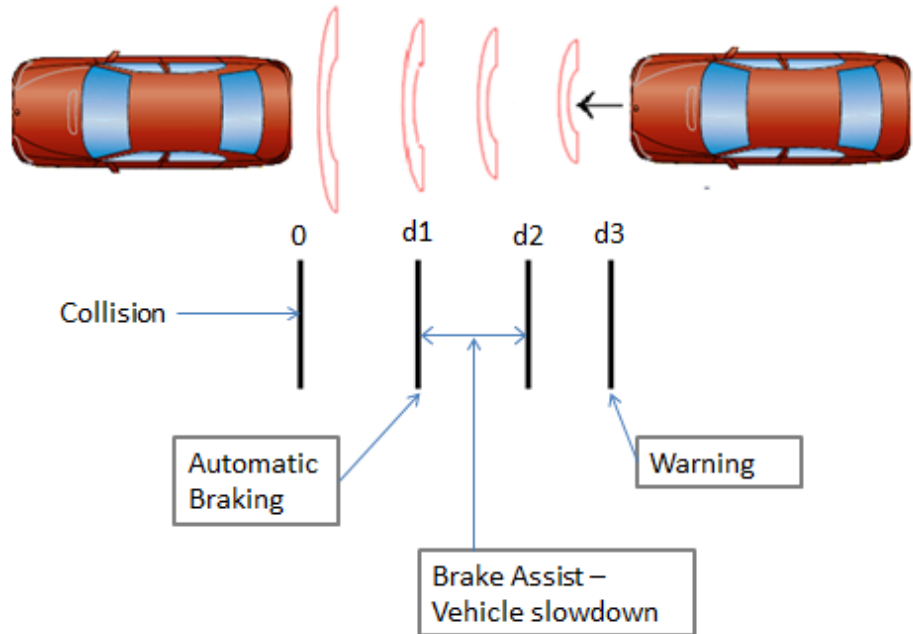 0
d1
d2
d3
Collision
Automatic
Braking
Warning
Brake Assist –
Vehicle slowdown